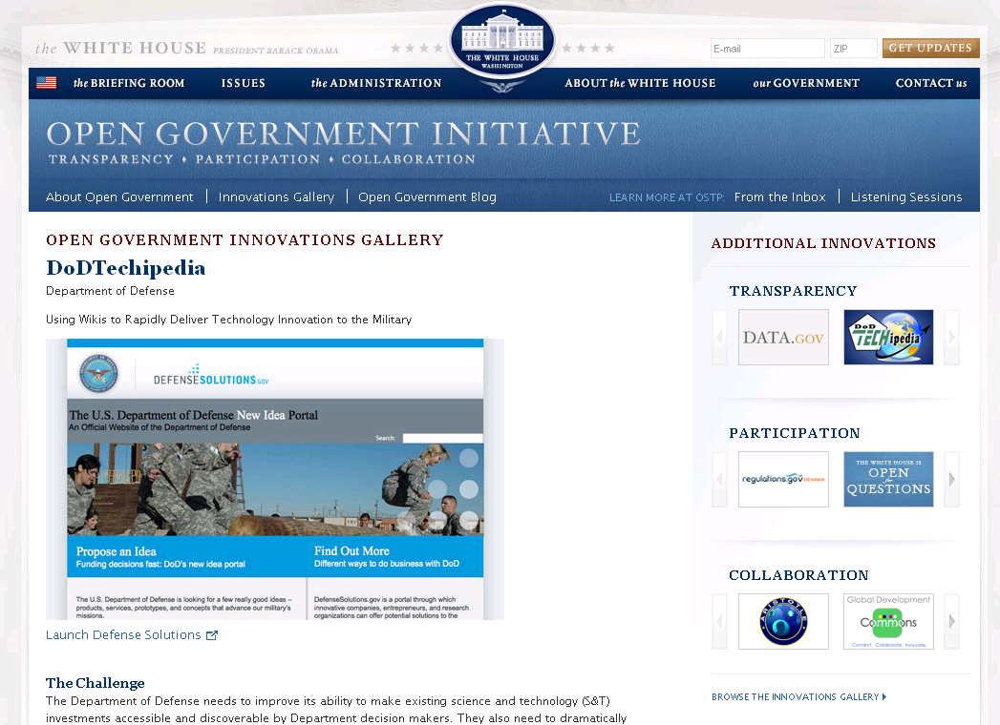 the WHITE HOUSE PRESIDENT BARACK OBAMA
THE WHITE HOUSE
WASHINGTON
E-mail
ZIP
GET UPDATES
the BRIEFING ROOM
ISSUES
the ADMINISTRATION
ABOUT the WHITE HOUSE
our GOVERNMENT
CONTACT us
OPEN GOVERNMENT INITIATIVE
TRANSPARENCY • PARTICIPATION • COLLABORATION
About Open Government
Innovations Gallery
Open Government Blog
LEARN MORE AT OSTP:
From the Inbox
Listening Sessions
OPEN GOVERNMENT INNOVATIONS GALLERY
DoDTechipedia
Department of Defense
Using Wikis to Rapidly Deliver Technology Innovation to the Military
DEFENSESOLUTIONS.GOV
The U.S. Department of Defense New Idea Portal
An Official Website of the Department of Defense
Search:
Propose an Idea
Funding decisions fast: DoD's new idea portal
Find Out More
Different ways to do business with DoD
The U.S. Department of Defense is looking for a few really good ideas –
products, services, prototypes, and concepts that advance our military's
missions.
DefenseSolutions.gov is a portal through which
innovative companies, entrepreneurs, and research
organizations can offer potential solutions to the
Launch Defense Solutions
The Challenge
The Department of Defense needs to improve its ability to make existing science and technology (S&T)
investments accessible and discoverable by Department decision makers. They also need to dramatically
ADDITIONAL INNOVATIONS
TRANSPARENCY
DATA.GOV
DoD
TECHipedia
PARTICIPATION
regulations.gov EXCHANGE
THE WHITE HOUSE IS
OPEN
for
QUESTIONS
COLLABORATION
ARISTOTLE
Global Development
Commons
Connect. Collaborate. Innovate.
BROWSE THE INNOVATIONS GALLERY